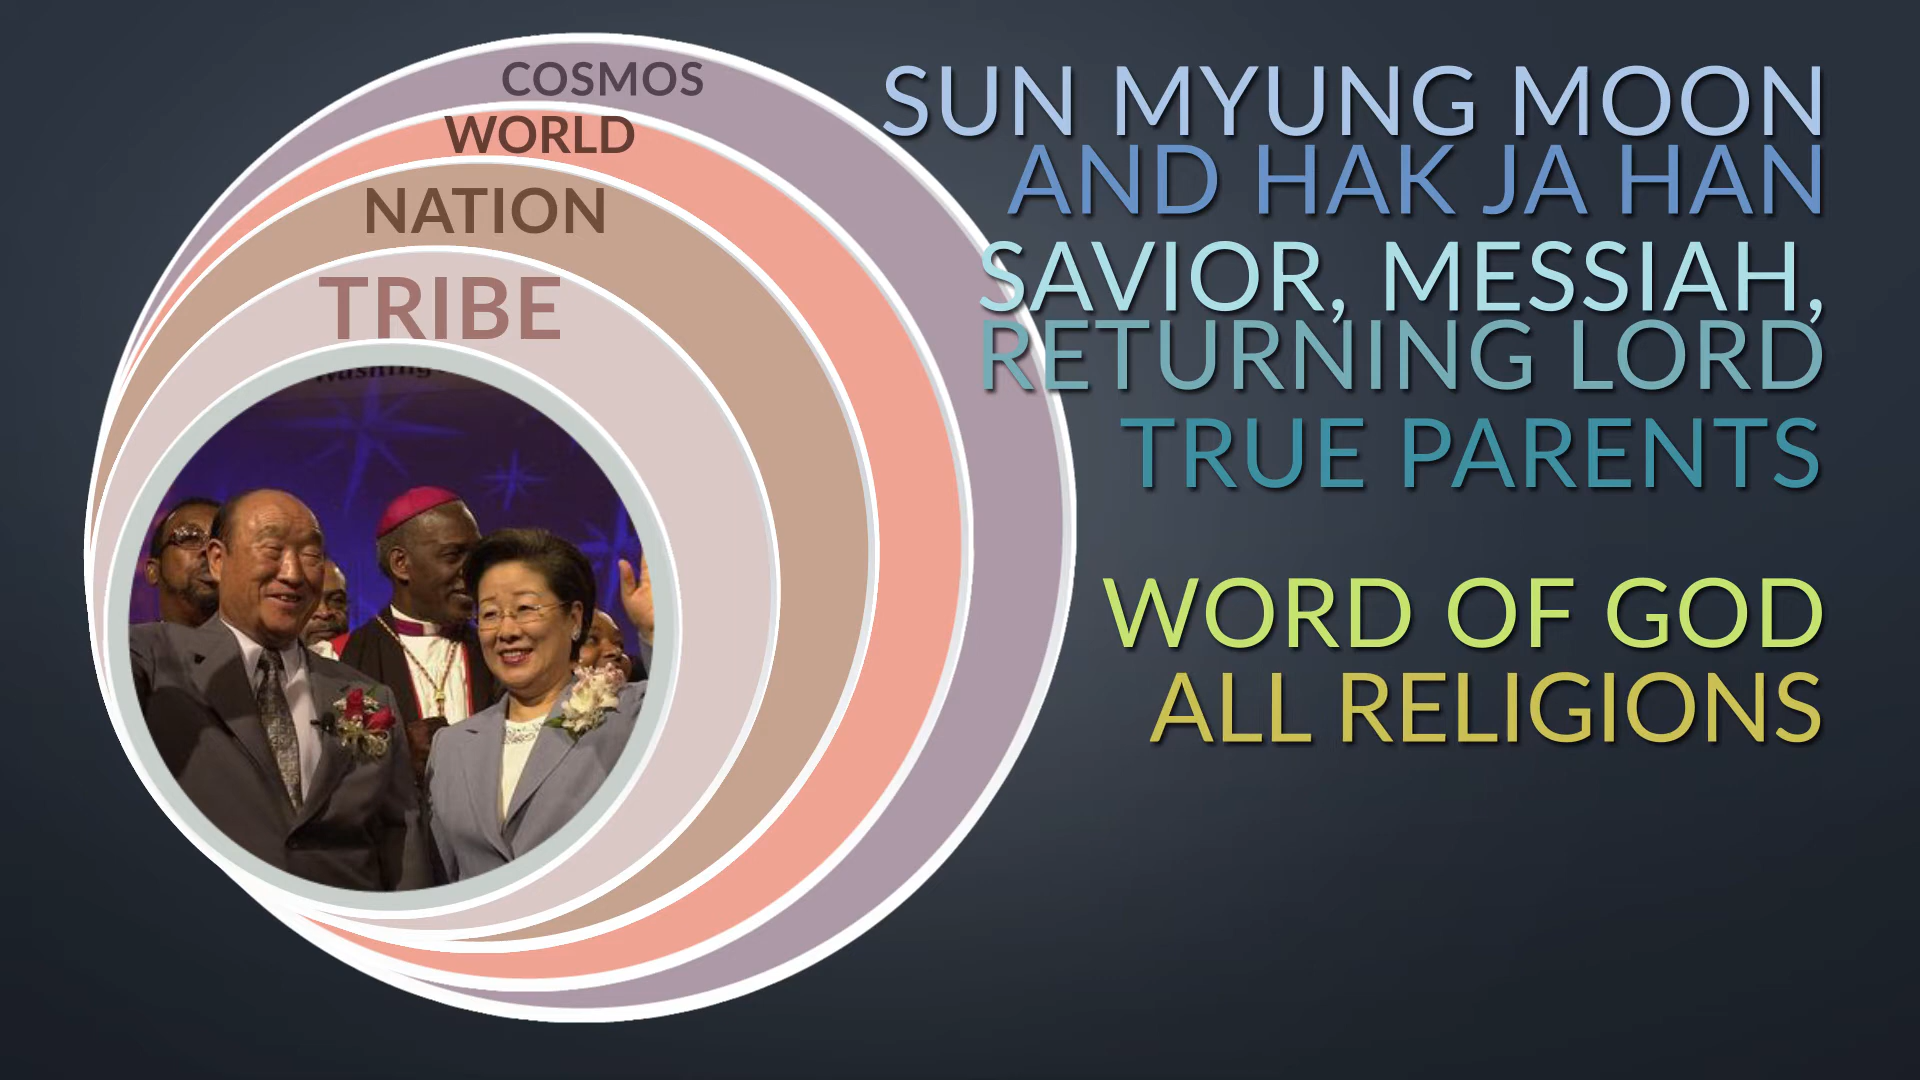 COSMOS
WORLD
NATION
TRIBE
SUN MYUNG MOON
AND HAK JA HAN
SAVIOR, MESSIAH,
RETURNING LORD
TRUE PARENTS
WORD OF GOD
ALL RELIGIONS